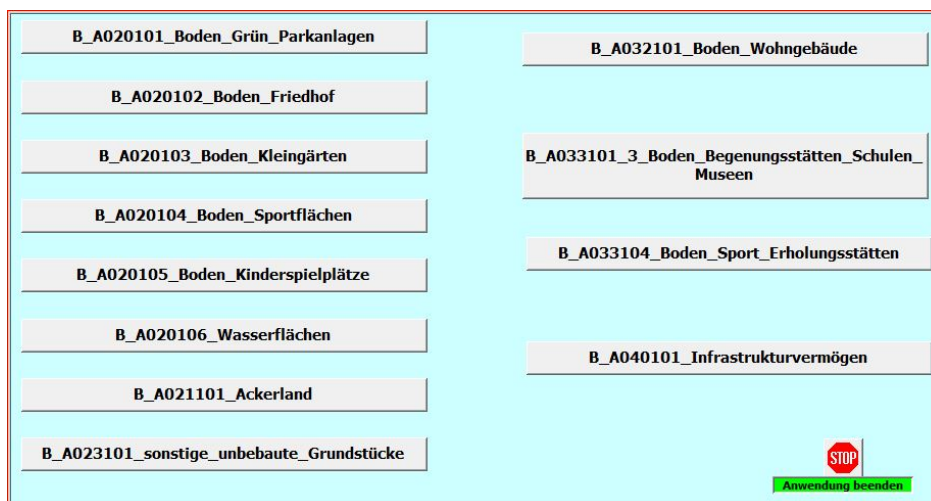 B_A020101_Boden_Grün_Parkanlagen
B_A020102_Boden_Friedhof
B_A020103_Boden_Kleingärten
B_A020104_Boden_Sportflächen
B_A020105_Boden_Kinderspielplätze
B_A020106_Wasserflächen
B_A021101_Ackerland
B_A023101_sonstige_unbebaute_Grundstücke
B_A032101_Boden_Wohngebäude
B_A033101_3_Boden_Begenungsstätten_Schulen_
Museen
B_A033104_Boden_Sport_Erholungsstätten
B_A040101_Infrastrukturvermögen
STOP
Anwendung beenden